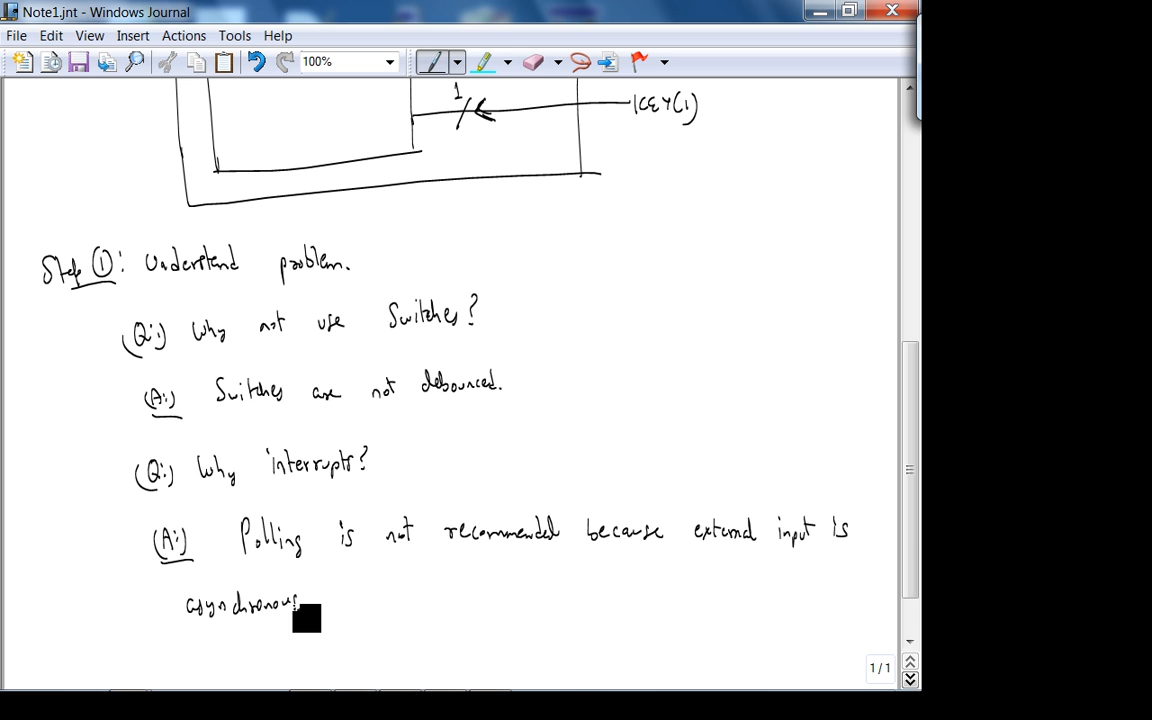 Note1.jnt - Windows Journal
File Edit View Insert Actions Tools Help
100%
1
KEY(1)
Step ①: Understand problem.
(Q:) Why not use Switches?
(A:) Switches are not debounced.
(Q:) Why interrupts?
(A:) Polling is not recommended because external input is
asynchronous
1 / 1